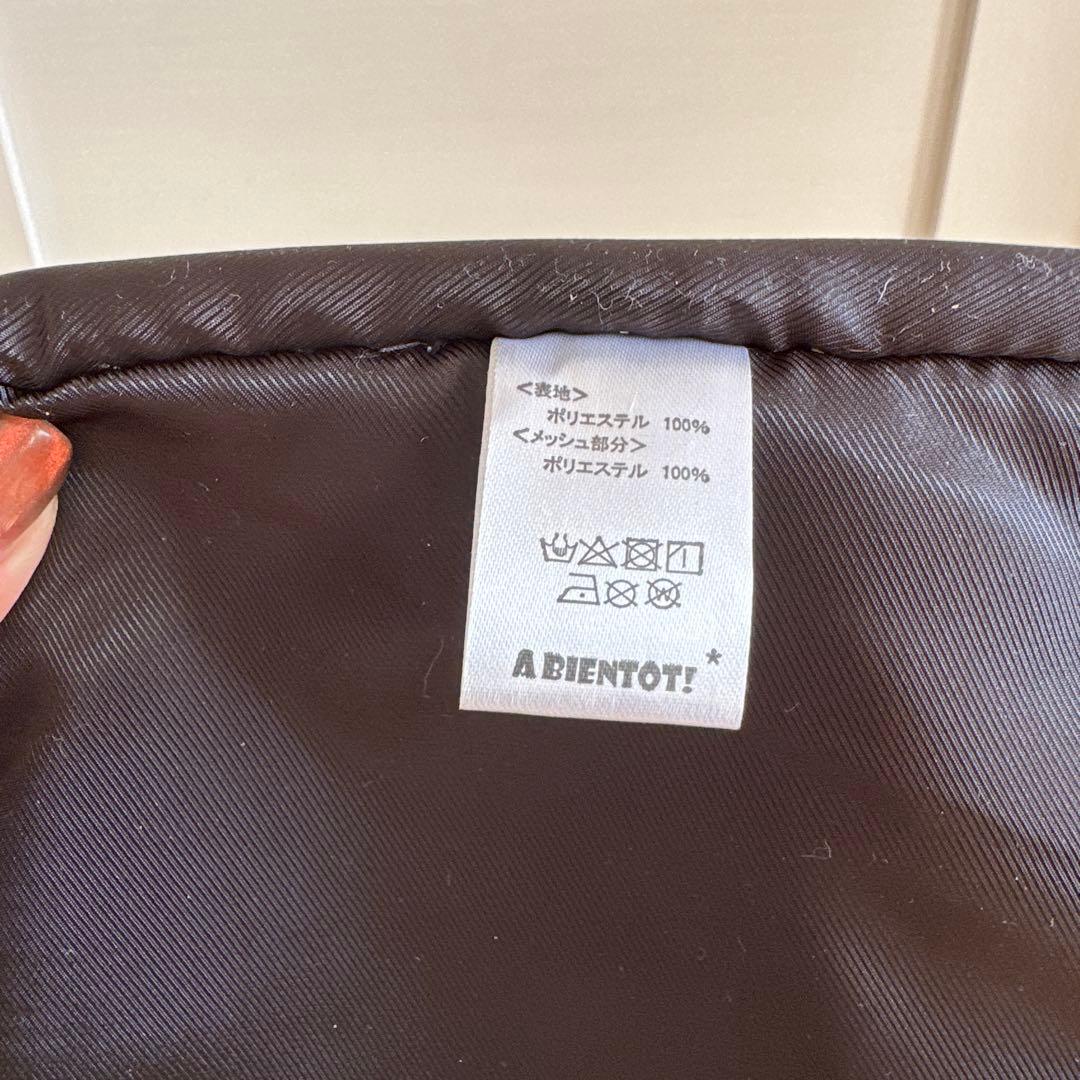 <表地>
ポリエステル 100%
<メッシュ部分>
ポリエステル 100%
A BIENTOT!*